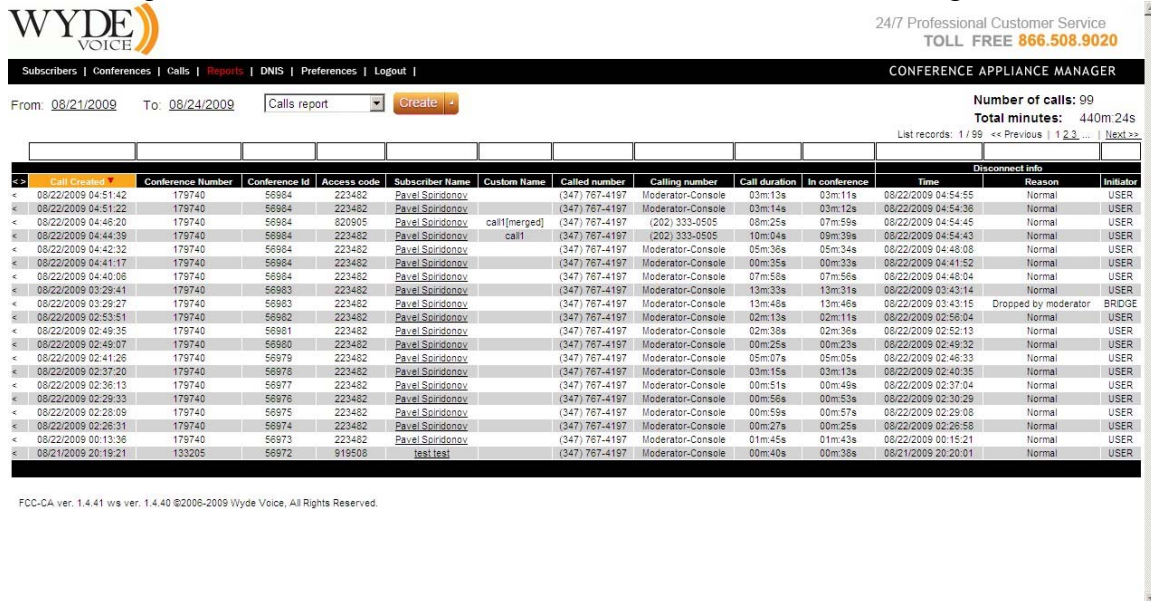 WYDE
VOICE
24/7 Professional Customer Service
TOLL FREE 866.508.9020
Subscribers | Conferences | Calls | Reports | DNIS | Preferences | Logout |
CONFERENCE APPLIANCE MANAGER
From: 08/21/2009 To: 08/24/2009 Calls report Create
Number of calls: 99
Total minutes: 440m:24s
List records: 1 / 99 << Previous | 1 2 3 ... | Next >>
Disconnect info
<> Call Created ▼ Conference Number Conference Id Access code Subscriber Name Custom Name Called number Calling number Call duration In conference Time Reason Initiator
< 08/22/2009 04:51:42 179740 56984 223482 Pavel Spiridonov (347) 767-4197 Moderator-Console 03m:13s 03m:11s 08/22/2009 04:54:55 Normal USER
< 08/22/2009 04:51:22 179740 56984 223482 Pavel Spiridonov (347) 767-4197 Moderator-Console 03m:14s 03m:12s 08/22/2009 04:54:36 Normal USER
< 08/22/2009 04:46:20 179740 56984 820905 Pavel Spiridonov call1[merged] (347) 767-4197 (202) 333-0505 08m:25s 07m:59s 08/22/2009 04:54:45 Normal USER
< 08/22/2009 04:44:39 179740 56984 223482 Pavel Spiridonov call1 (347) 767-4197 (202) 333-0505 10m:04s 09m:39s 08/22/2009 04:54:43 Normal USER
< 08/22/2009 04:42:32 179740 56984 223482 Pavel Spiridonov (347) 767-4197 Moderator-Console 05m:36s 05m:34s 08/22/2009 04:48:08 Normal USER
< 08/22/2009 04:41:17 179740 56984 223482 Pavel Spiridonov (347) 767-4197 Moderator-Console 00m:35s 00m:33s 08/22/2009 04:41:52 Normal USER
< 08/22/2009 04:40:06 179740 56984 223482 Pavel Spiridonov (347) 767-4197 Moderator-Console 07m:58s 07m:56s 08/22/2009 04:48:04 Normal USER
< 08/22/2009 03:29:41 179740 56983 223482 Pavel Spiridonov (347) 767-4197 Moderator-Console 13m:33s 13m:31s 08/22/2009 03:43:14 Normal USER
< 08/22/2009 03:29:27 179740 56983 223482 Pavel Spiridonov (347) 767-4197 Moderator-Console 13m:48s 13m:46s 08/22/2009 03:43:15 Dropped by moderator BRIDGE
< 08/22/2009 02:53:51 179740 56982 223482 Pavel Spiridonov (347) 767-4197 Moderator-Console 02m:13s 02m:11s 08/22/2009 02:56:04 Normal USER
< 08/22/2009 02:49:35 179740 56981 223482 Pavel Spiridonov (347) 767-4197 Moderator-Console 02m:38s 02m:36s 08/22/2009 02:52:13 Normal USER
< 08/22/2009 02:49:07 179740 56980 223482 Pavel Spiridonov (347) 767-4197 Moderator-Console 00m:25s 00m:23s 08/22/2009 02:49:32 Normal USER
< 08/22/2009 02:41:26 179740 56979 223482 Pavel Spiridonov (347) 767-4197 Moderator-Console 05m:07s 05m:05s 08/22/2009 02:46:33 Normal USER
< 08/22/2009 02:37:20 179740 56978 223482 Pavel Spiridonov (347) 767-4197 Moderator-Console 03m:15s 03m:13s 08/22/2009 02:40:35 Normal USER
< 08/22/2009 02:36:13 179740 56977 223482 Pavel Spiridonov (347) 767-4197 Moderator-Console 00m:51s 00m:49s 08/22/2009 02:37:04 Normal USER
< 08/22/2009 02:29:33 179740 56976 223482 Pavel Spiridonov (347) 767-4197 Moderator-Console 00m:56s 00m:53s 08/22/2009 02:30:29 Normal USER
< 08/22/2009 02:28:09 179740 56975 223482 Pavel Spiridonov (347) 767-4197 Moderator-Console 00m:59s 00m:57s 08/22/2009 02:29:08 Normal USER
< 08/22/2009 02:26:31 179740 56974 223482 Pavel Spiridonov (347) 767-4197 Moderator-Console 00m:27s 00m:25s 08/22/2009 02:26:58 Normal USER
< 08/22/2009 00:13:36 179740 56973 223482 Pavel Spiridonov (347) 767-4197 Moderator-Console 01m:45s 01m:43s 08/22/2009 00:15:21 Normal USER
< 08/21/2009 20:19:21 133205 56972 919508 test test (347) 767-4197 Moderator-Console 00m:40s 00m:38s 08/21/2009 20:20:01 Normal USER
FCC-CA ver. 1.4.41 ws ver. 1.4.40 ©2006-2009 Wyde Voice, All Rights Reserved.